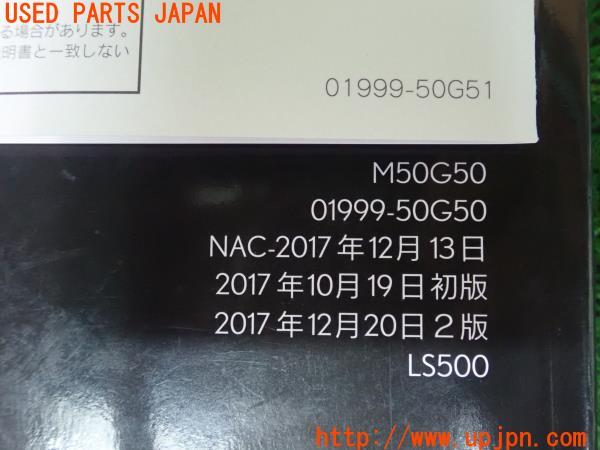 USED PARTS JAPAN
る場合があります。
明書と一致しない
01999-50G51
M50G50
01999-50G50
NAC-2017年12月13日
2017年10月19日初版
2017年12月20日2版
LS500
UPJ -- http://www.upjpn.com